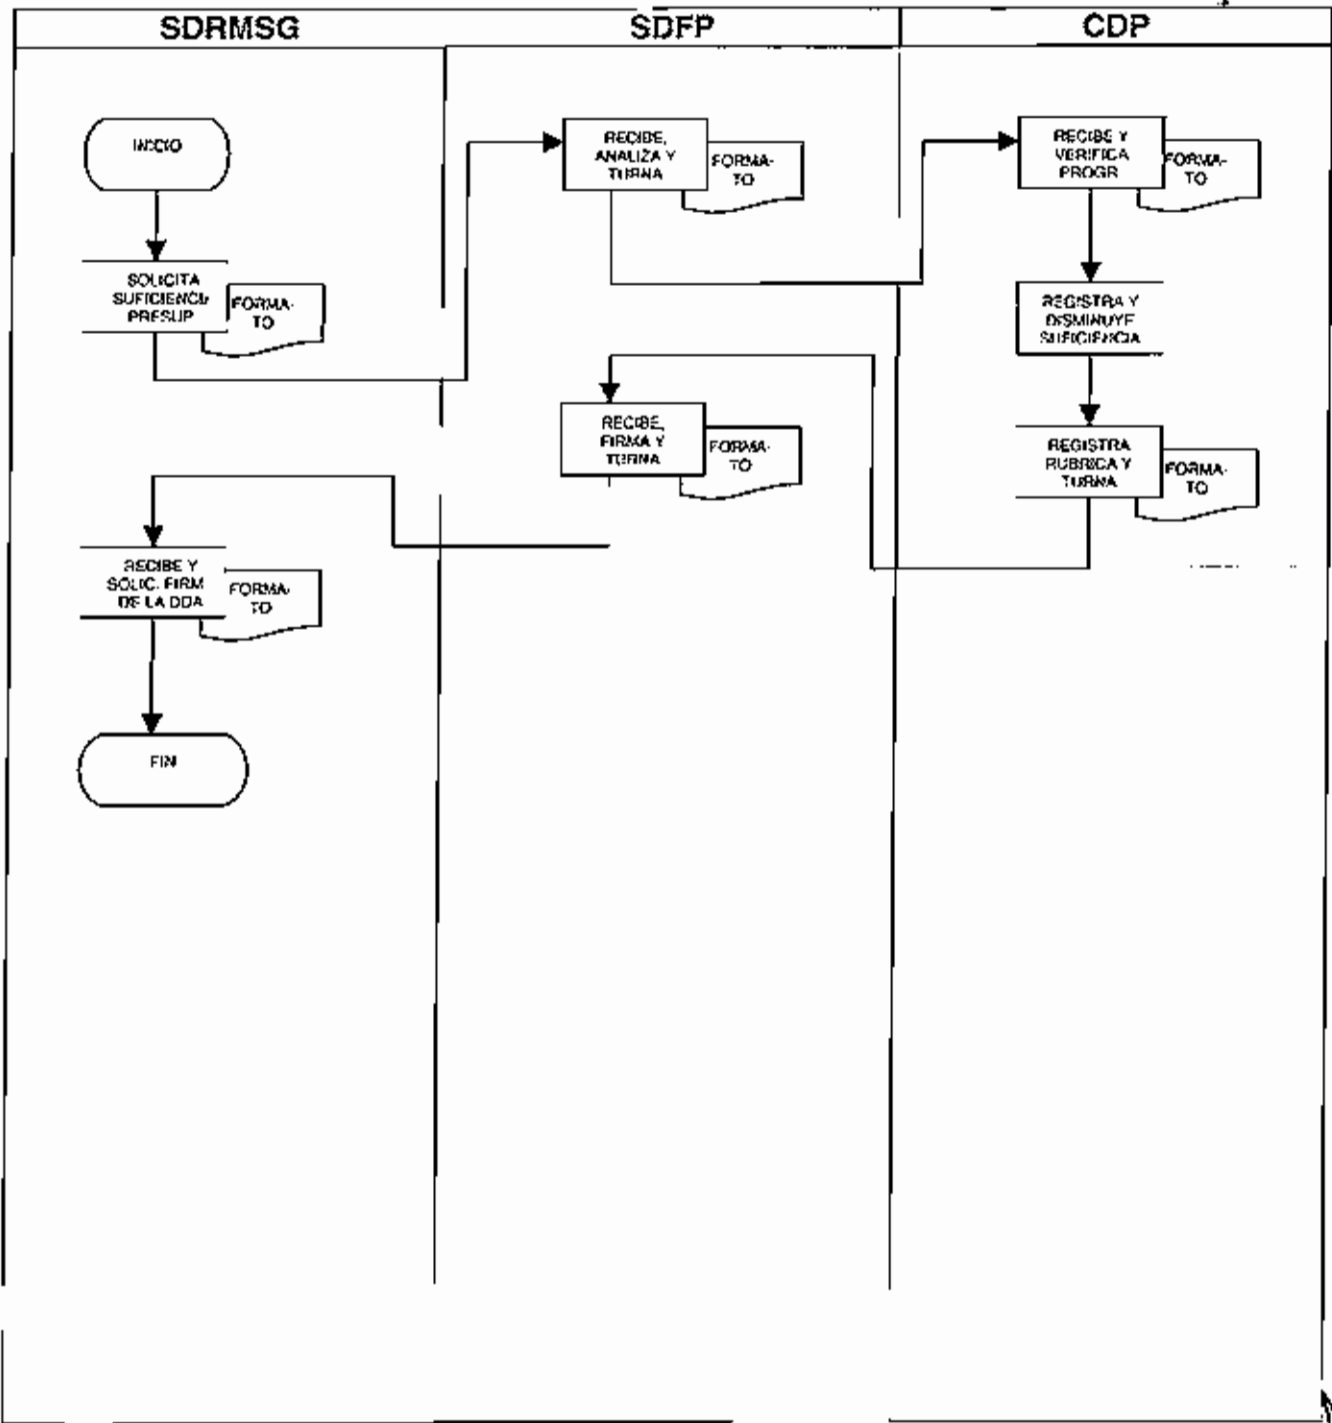 SDRMSG
SDFP
CDP
INICIO
SOLICITA
SUFICIENCI
PRESUP
FORMA-
TO
RECIBE,
ANALIZA Y
TURNA
FORMA-
TO
RECIBE Y
VERIFICA
PROGR
FORMA-
TO
REGISTRA Y
DISMINUYE
SUFICIENCIA
REGISTRA
RUBRICA Y
TURNA
FORMA-
TO
RECIBE,
FIRMA Y
TURNA
FORMA-
TO
RECIBE Y
SOLIC. FIRM
DE LA DDA
FORMA-
TO
FIN